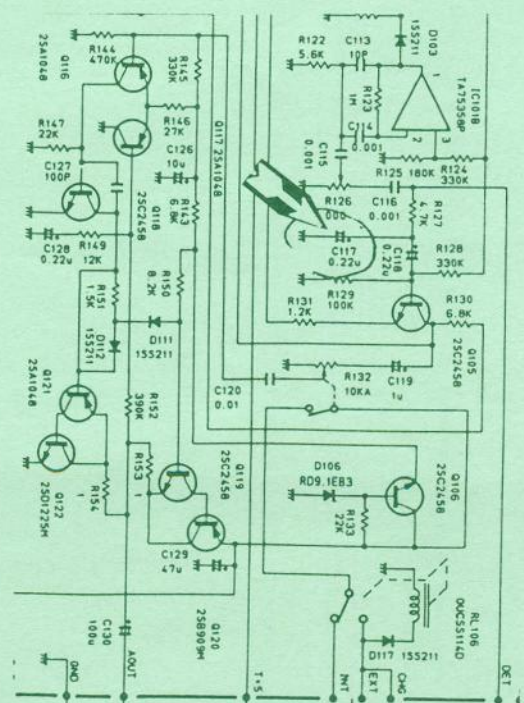 R144
470K
Q116
2SA1048
R145
330K
R146
27K
R147
22K
C127
100P
C126
10u
Q117 2SA1048
R143
6.8K
Q118
2SC2458
C128
0.22u
R149
12K
R150
8.2K
R151
1.5K
D111
1SS211
D112
1SS211
Q121
2SA1048
R152
390K
R153
1
R154
1
Q122
2SD1225M
Q119
2SC2458
C129
47u
Q120
2SB909M
C130
100u
AOUT
GND
T+5
R122
5.6K
C113
10P
D103
1SS211
R123
1M
C114
0.001
1
2
3
IC101B
TA75358P
C115
0.001
R125
180K
R124
330K
R126
C116
0.001
R127
4.7K
C117
0.22u
C118
0.22u
R128
330K
R129
100K
R131
1.2K
R130
6.8K
Q105
2SC2458
C120
0.01
R132
10KA
C119
1u
D106
RD9.1EB3
R133
22K
Q106
2SC2458
RL106
OUCSS114D
D117 1SS211
INT
EXT
CHG
DET